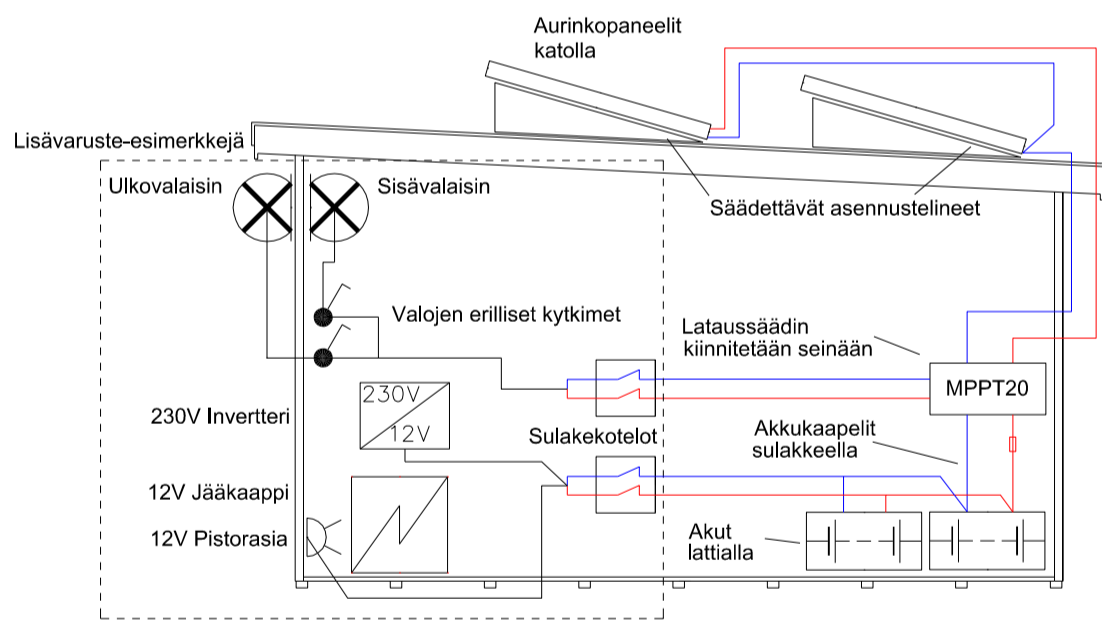 Aurinkopaneelit
katolla
Lisävaruste-esimerkkejä
Ulkovalaisin
Sisävalaisin
Säädettävät asennustelineet
Valojen erilliset kytkimet
Lataussäädin
kiinnitetään seinään
MPPT20
230V
12V
230V Invertteri
Sulakekotelot
Akkukaapelit
sulakkeella
12V Jääkaappi
12V Pistorasia
Akut
lattialla